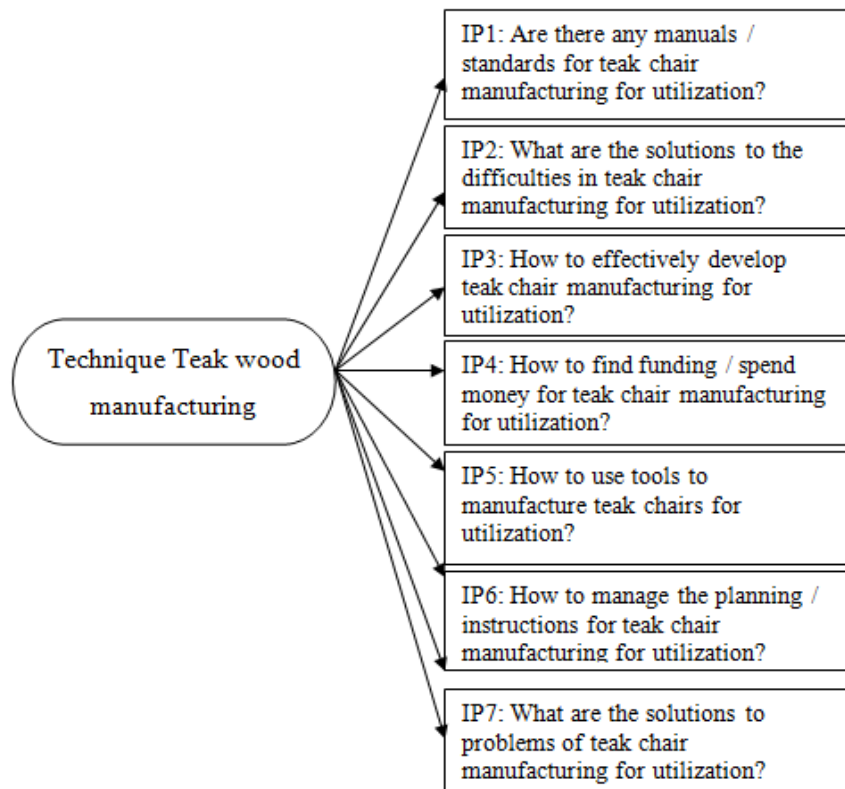 IP1: Are there any manuals /
standards for teak chair
manufacturing for utilization?
IP2: What are the solutions to the
difficulties in teak chair
manufacturing for utilization?
IP3: How to effectively develop
teak chair manufacturing for
utilization?
Technique Teak wood
manufacturing
IP4: How to find funding / spend
money for teak chair manufacturing
for utilization?
IP5: How to use tools to
manufacture teak chairs for
utilization?
IP6: How to manage the planning /
instructions for teak chair
manufacturing for utilization?
IP7: What are the solutions to
problems of teak chair
manufacturing for utilization?